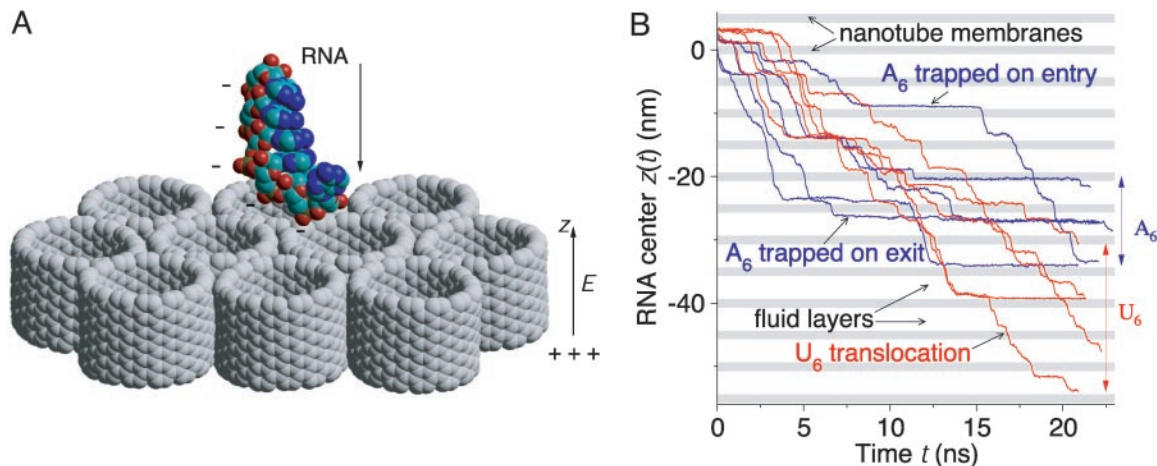 A
RNA
–
–
–
–
–
z
E
+ + +
B
nanotube membranes
A6 trapped on entry
A6 trapped on exit
fluid layers
U6 translocation
A6
U6
RNA center z(t) (nm)
0
-20
-40
0 5 10 15 20
Time t (ns)